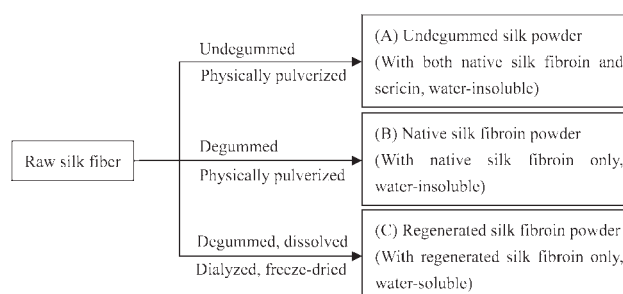 Undegummed
Physically pulverized
(A) Undegummed silk powder
(With both native silk fibroin and
sericin, water-insoluble)
Raw silk fiber
Degummed
Physically pulverized
(B) Native silk fibroin powder
(With native silk fibroin only,
water-insoluble)
Degummed, dissolved
Dialyzed, freeze-dried
(C) Regenerated silk fibroin powder
(With regenerated silk fibroin only,
water-soluble)